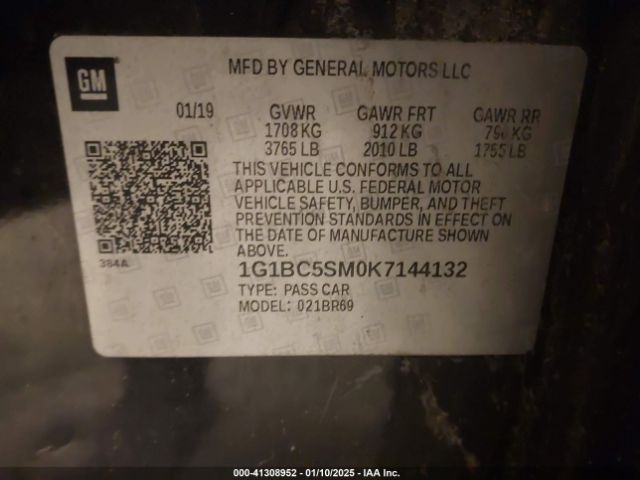 GM
MFD BY GENERAL MOTORS LLC
01/19 GVWR GAWR FRT GAWR RR
1708 KG 912 KG 796 KG
3765 LB 2010 LB 1755 LB
THIS VEHICLE CONFORMS TO ALL
APPLICABLE U.S. FEDERAL MOTOR
VEHICLE SAFETY, BUMPER, AND THEFT
PREVENTION STANDARDS IN EFFECT ON
THE DATE OF MANUFACTURE SHOWN
ABOVE.
384A
1G1BC5SM0K7144132
TYPE: PASS CAR
MODEL: 021BR69
000-41308952 — 01/10/2025 — IAA Inc.